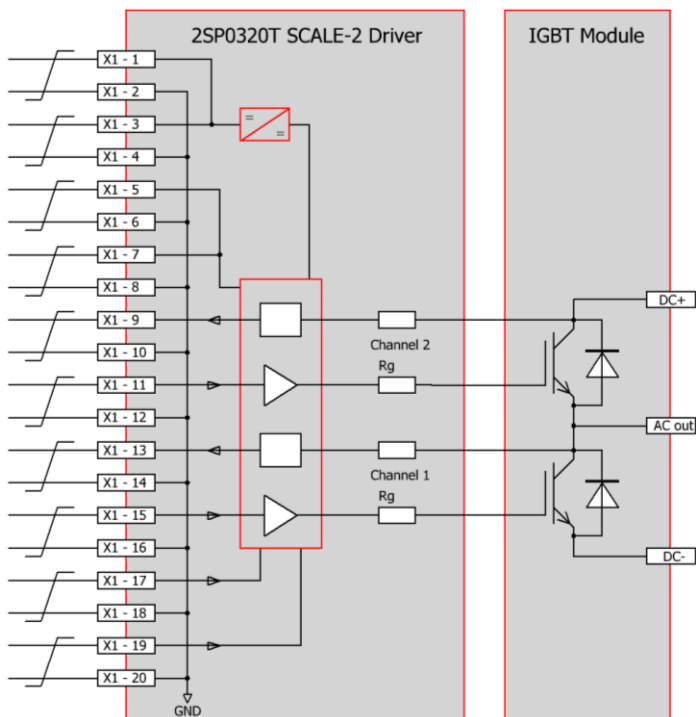 2SP0320T SCALE-2 Driver
IGBT Module
X1 - 1
X1 - 2
X1 - 3
=
=
X1 - 4
X1 - 5
X1 - 6
X1 - 7
X1 - 8
DC+
X1 - 9
Channel 2
X1 - 10
Rg
X1 - 11
X1 - 12
AC out
X1 - 13
Channel 1
X1 - 14
Rg
X1 - 15
X1 - 16
DC-
X1 - 17
X1 - 18
X1 - 19
X1 - 20
GND